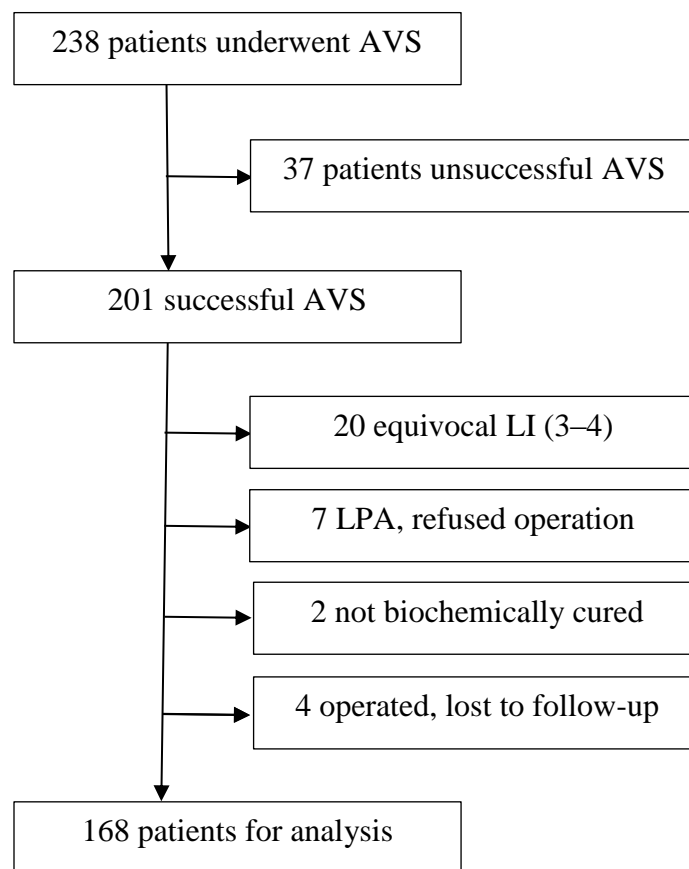 238 patients underwent AVS
37 patients unsuccessful AVS
201 successful AVS
20 equivocal LI (3–4)
7 LPA, refused operation
2 not biochemically cured
4 operated, lost to follow-up
168 patients for analysis